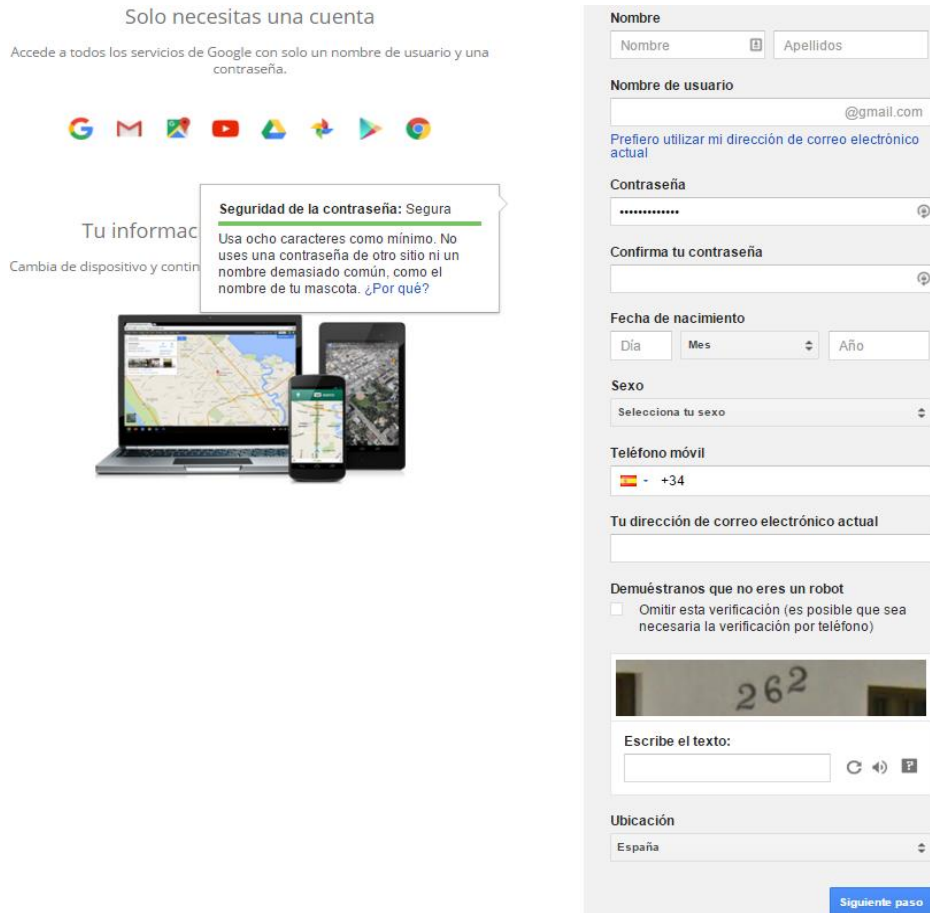 Solo necesitas una cuenta
Accede a todos los servicios de Google con solo un nombre de usuario y una
contraseña.
Tu informac
Cambia de dispositivo y contin
Seguridad de la contraseña: Segura
Usa ocho caracteres como mínimo. No
uses una contraseña de otro sitio ni un
nombre demasiado común, como el
nombre de tu mascota. ¿Por qué?
Nombre
Nombre Apellidos
Nombre de usuario
@gmail.com
Prefiero utilizar mi dirección de correo electrónico
actual
Contraseña
•••••••••••••
Confirma tu contraseña
Fecha de nacimiento
Día Mes Año
Sexo
Selecciona tu sexo
Teléfono móvil
+34
Tu dirección de correo electrónico actual
Demuéstranos que no eres un robot
Omitir esta verificación (es posible que sea
necesaria la verificación por teléfono)
262
Escribe el texto:
Ubicación
España
Siguiente paso